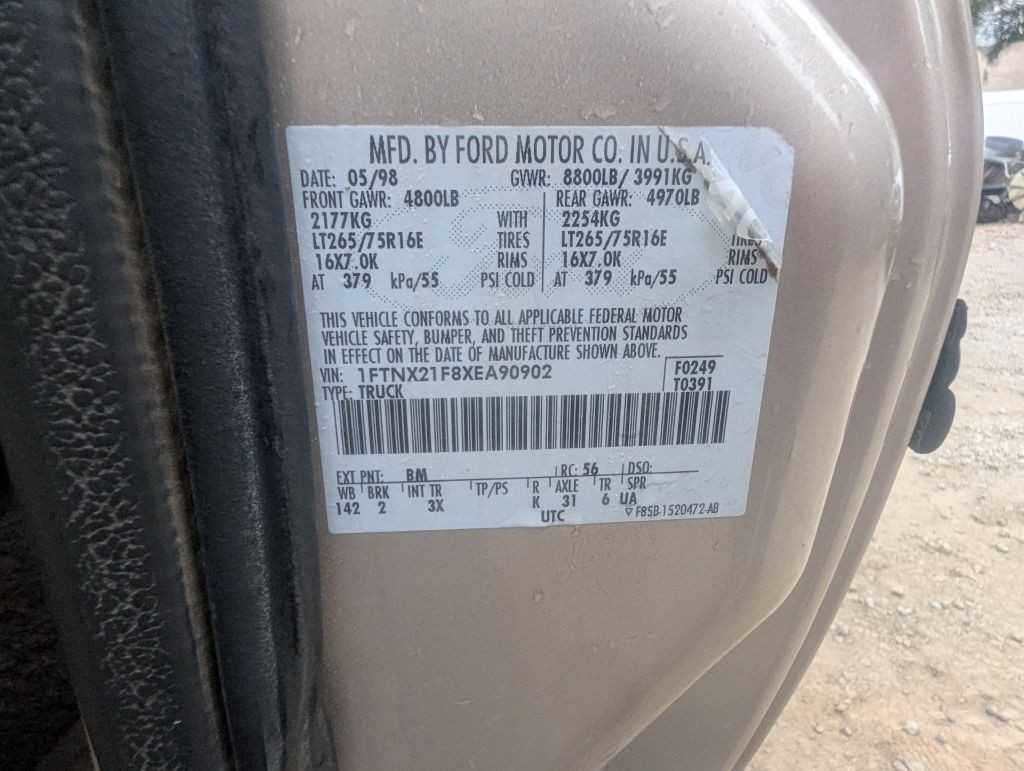 MFD. BY FORD MOTOR CO. IN U.S.A.
DATE: 05/98 GVWR: 8800LB/ 3991KG
FRONT GAWR: 4800LB REAR GAWR: 4970LB
2177KG WITH 2254KG
LT265/75R16E TIRES LT265/75R16E TIRES
16X7.0K RIMS 16X7.0K RIMS
AT 379 kPa/55 PSI COLD AT 379 kPa/55 PSI COLD
THIS VEHICLE CONFORMS TO ALL APPLICABLE FEDERAL MOTOR
VEHICLE SAFETY, BUMPER, AND THEFT PREVENTION STANDARDS
IN EFFECT ON THE DATE OF MANUFACTURE SHOWN ABOVE.
VIN: 1FTNX21F8XEA90902 F0249
TYPE: TRUCK T0391
EXT PNT: BM RC: 56 DSO:
WB BRK INT TR TP/PS R AXLE TR SPR
142 2 3X K 31 6 UA
UTC ▽ F85B-1520472-AB